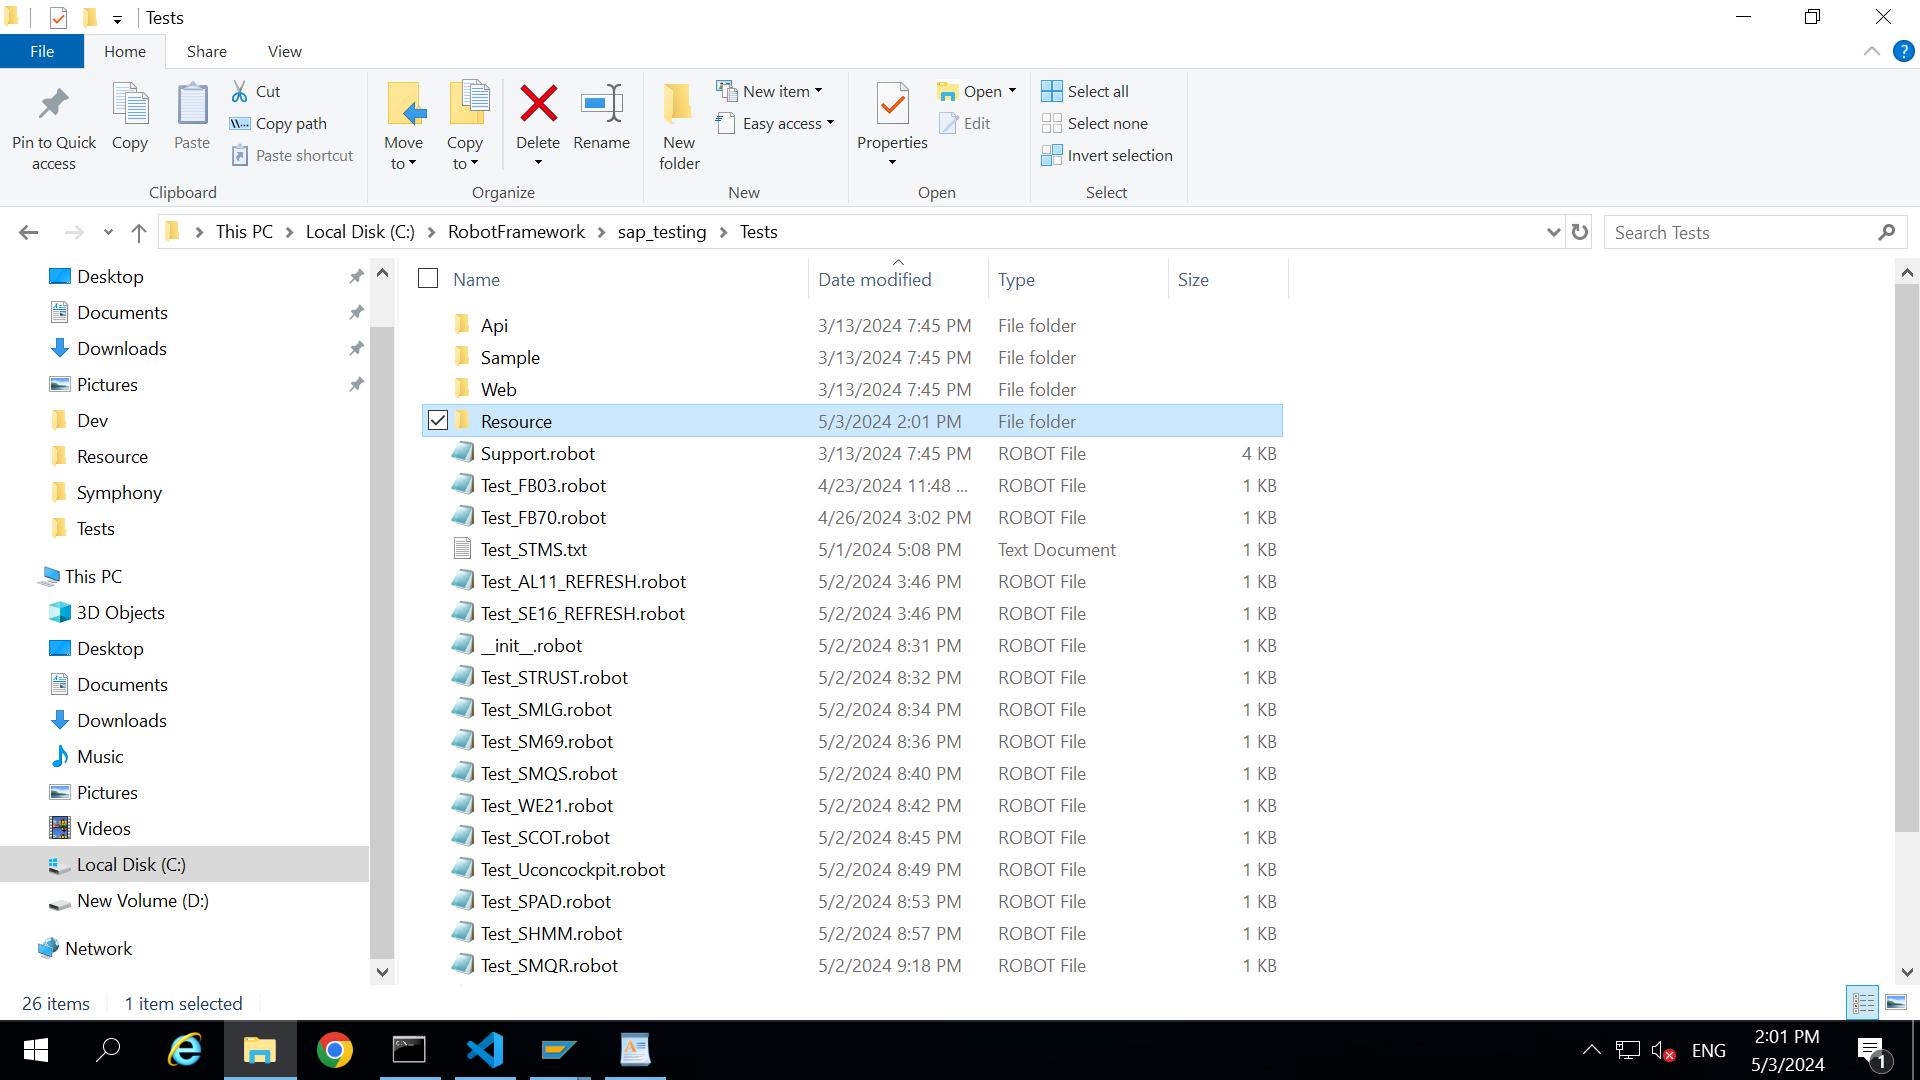 Tests
File
Home
Share
View
Pin to Quick access
Copy
Paste
Cut
Copy path
Paste shortcut
Clipboard
Move to
Copy to
Delete
Rename
Organize
New folder
New item
Easy access
New
Properties
Open
Edit
Open
Select all
Select none
Invert selection
Select
This PC
Local Disk (C:)
RobotFramework
sap_testing
Tests
Search Tests
Desktop
Documents
Downloads
Pictures
Dev
Resource
Symphony
Tests
This PC
3D Objects
Desktop
Documents
Downloads
Music
Pictures
Videos
Local Disk (C:)
New Volume (D:)
Network
Name Date modified Type Size
Api 3/13/2024 7:45 PM File folder
Sample 3/13/2024 7:45 PM File folder
Web 3/13/2024 7:45 PM File folder
Resource 5/3/2024 2:01 PM File folder
Support.robot 3/13/2024 7:45 PM ROBOT File 4 KB
Test_FB03.robot 4/23/2024 11:48 ... ROBOT File 1 KB
Test_FB70.robot 4/26/2024 3:02 PM ROBOT File 1 KB
Test_STMS.txt 5/1/2024 5:08 PM Text Document 1 KB
Test_AL11_REFRESH.robot 5/2/2024 3:46 PM ROBOT File 1 KB
Test_SE16_REFRESH.robot 5/2/2024 3:46 PM ROBOT File 1 KB
__init__.robot 5/2/2024 8:31 PM ROBOT File 1 KB
Test_STRUST.robot 5/2/2024 8:32 PM ROBOT File 1 KB
Test_SMLG.robot 5/2/2024 8:34 PM ROBOT File 1 KB
Test_SM69.robot 5/2/2024 8:36 PM ROBOT File 1 KB
Test_SMQS.robot 5/2/2024 8:40 PM ROBOT File 1 KB
Test_WE21.robot 5/2/2024 8:42 PM ROBOT File 1 KB
Test_SCOT.robot 5/2/2024 8:45 PM ROBOT File 1 KB
Test_Uconcockpit.robot 5/2/2024 8:49 PM ROBOT File 1 KB
Test_SPAD.robot 5/2/2024 8:53 PM ROBOT File 1 KB
Test_SHMM.robot 5/2/2024 8:57 PM ROBOT File 1 KB
Test_SMQR.robot 5/2/2024 9:18 PM ROBOT File 1 KB
26 items 1 item selected
ENG
2:01 PM
5/3/2024
1